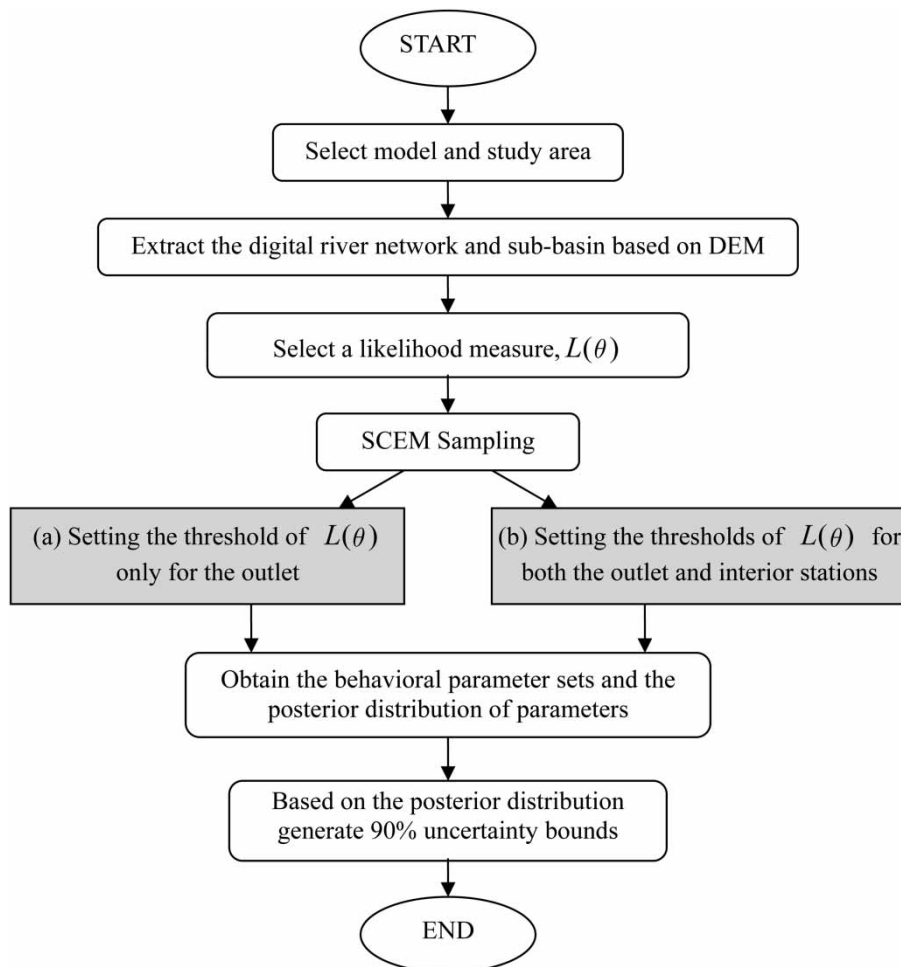 START
Select model and study area
Extract the digital river network and sub-basin based on DEM
Select a likelihood measure, L(θ)
SCEM Sampling
(a) Setting the threshold of L(θ)
only for the outlet
(b) Setting the thresholds of L(θ) for
both the outlet and interior stations
Obtain the behavioral parameter sets and the
posterior distribution of parameters
Based on the posterior distribution
generate 90% uncertainty bounds
END